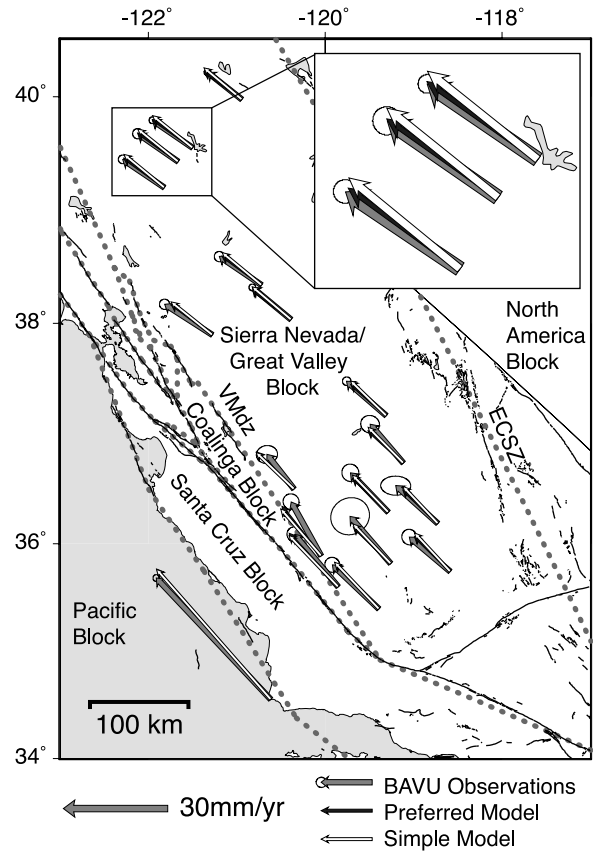 -122° -120° -118°
40°
38°
36°
34°
North
America
Block
Sierra Nevada/
Great Valley
Block
VMdz
Coalinga Block
ECSZ
Santa Cruz Block
Pacific
Block
100 km
30mm/yr
BAVU Observations
Preferred Model
Simple Model